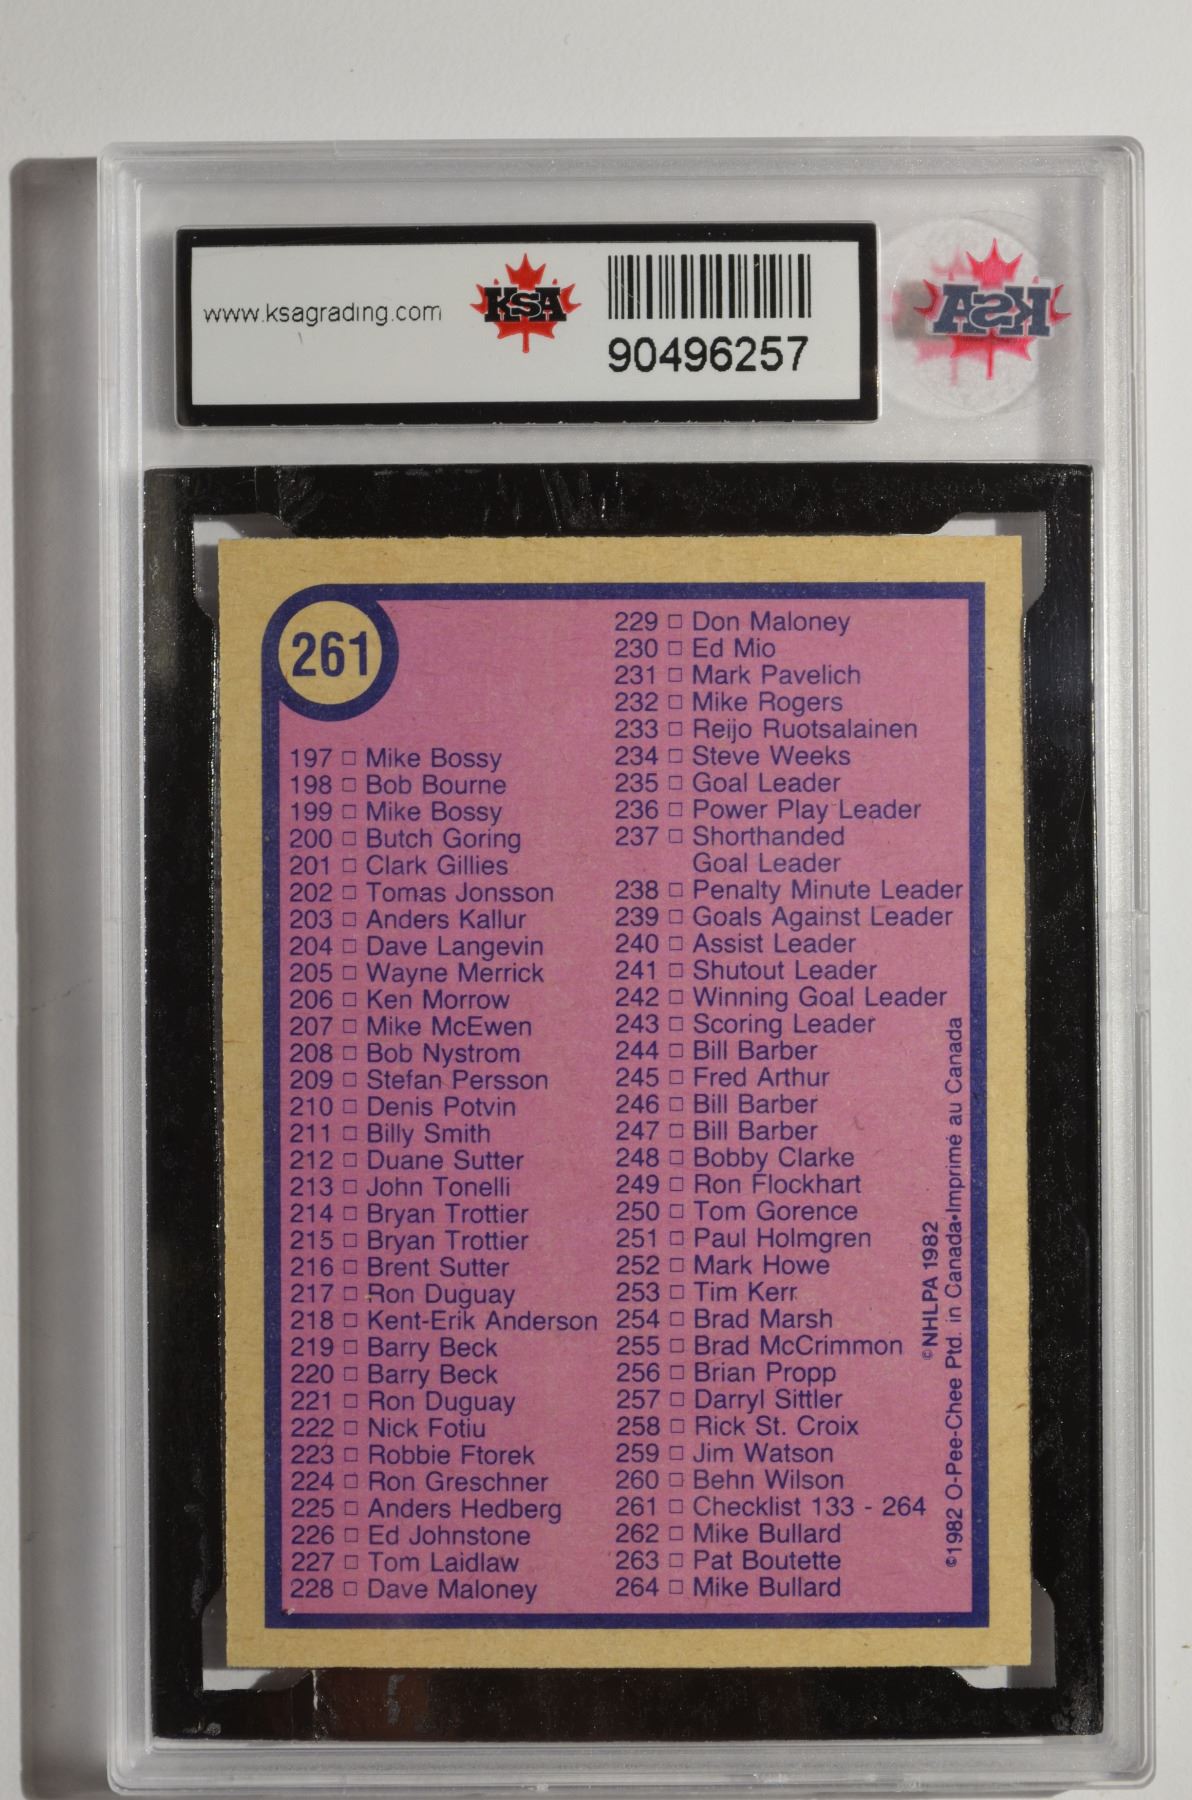 www.ksagrading.com
KSA
90496257
KSA
261
197 □ Mike Bossy
198 □ Bob Bourne
199 □ Mike Bossy
200 □ Butch Goring
201 □ Clark Gillies
202 □ Tomas Jonsson
203 □ Anders Kallur
204 □ Dave Langevin
205 □ Wayne Merrick
206 □ Ken Morrow
207 □ Mike McEwen
208 □ Bob Nystrom
209 □ Stefan Persson
210 □ Denis Potvin
211 □ Billy Smith
212 □ Duane Sutter
213 □ John Tonelli
214 □ Bryan Trottier
215 □ Bryan Trottier
216 □ Brent Sutter
217 □ Ron Duguay
218 □ Kent-Erik Anderson
219 □ Barry Beck
220 □ Barry Beck
221 □ Ron Duguay
222 □ Nick Fotiu
223 □ Robbie Ftorek
224 □ Ron Greschner
225 □ Anders Hedberg
226 □ Ed Johnstone
227 □ Tom Laidlaw
228 □ Dave Maloney
229 □ Don Maloney
230 □ Ed Mio
231 □ Mark Pavelich
232 □ Mike Rogers
233 □ Reijo Ruotsalainen
234 □ Steve Weeks
235 □ Goal Leader
236 □ Power Play Leader
237 □ Shorthanded
Goal Leader
238 □ Penalty Minute Leader
239 □ Goals Against Leader
240 □ Assist Leader
241 □ Shutout Leader
242 □ Winning Goal Leader
243 □ Scoring Leader
244 □ Bill Barber
245 □ Fred Arthur
246 □ Bill Barber
247 □ Bill Barber
248 □ Bobby Clarke
249 □ Ron Flockhart
250 □ Tom Gorence
251 □ Paul Holmgren
252 □ Mark Howe
253 □ Tim Kerr
254 □ Brad Marsh
255 □ Brad McCrimmon
256 □ Brian Propp
257 □ Darryl Sittler
258 □ Rick St. Croix
259 □ Jim Watson
260 □ Behn Wilson
261 □ Checklist 133 - 264
262 □ Mike Bullard
263 □ Pat Boutette
264 □ Mike Bullard
©NHLPA 1982
©1982 O-Pee-Chee Ptd. in Canada•Imprimé au Canada